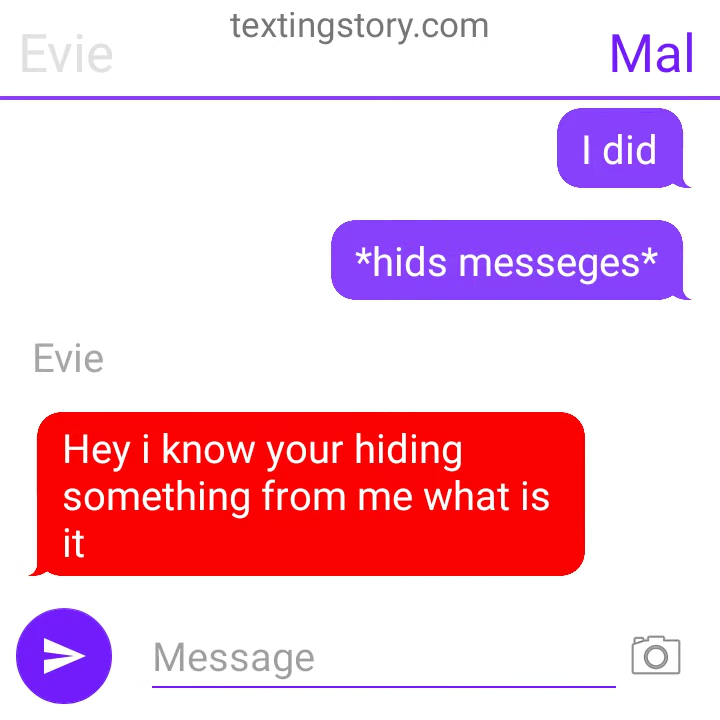 textingstory.com
Evie
Mal
I did
*hids messeges*
Evie
Hey i know your hiding
something from me what is
it
Message